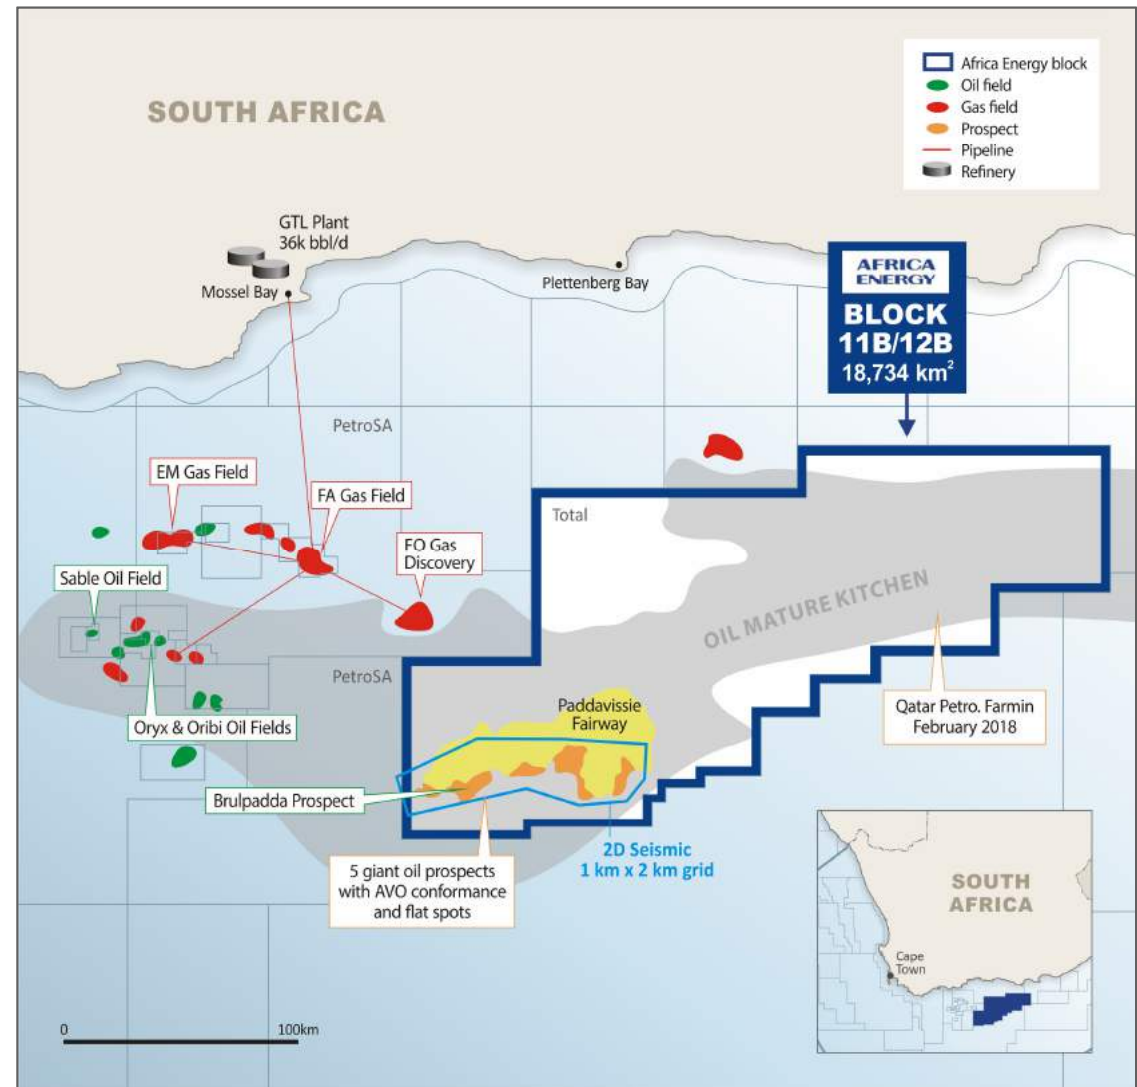 Africa Energy block
Oil field
Gas field
Prospect
Pipeline
Refinery
SOUTH AFRICA
GTL Plant
36k bbl/d
Mossel Bay
Plettenberg Bay
AFRICA
ENERGY
BLOCK
11B/12B
18,734 km²
PetroSA
EM Gas Field
FA Gas Field
Total
FO Gas
Discovery
Sable Oil Field
OIL MATURE KITCHEN
PetroSA
Paddavissie
Fairway
Qatar Petro. Farmin
February 2018
Oryx & Oribi Oil Fields
Brulpadda Prospect
2D Seismic
1 km x 2 km grid
5 giant oil prospects
with AVO conformance
and flat spots
SOUTH
AFRICA
Cape
Town
0
100km